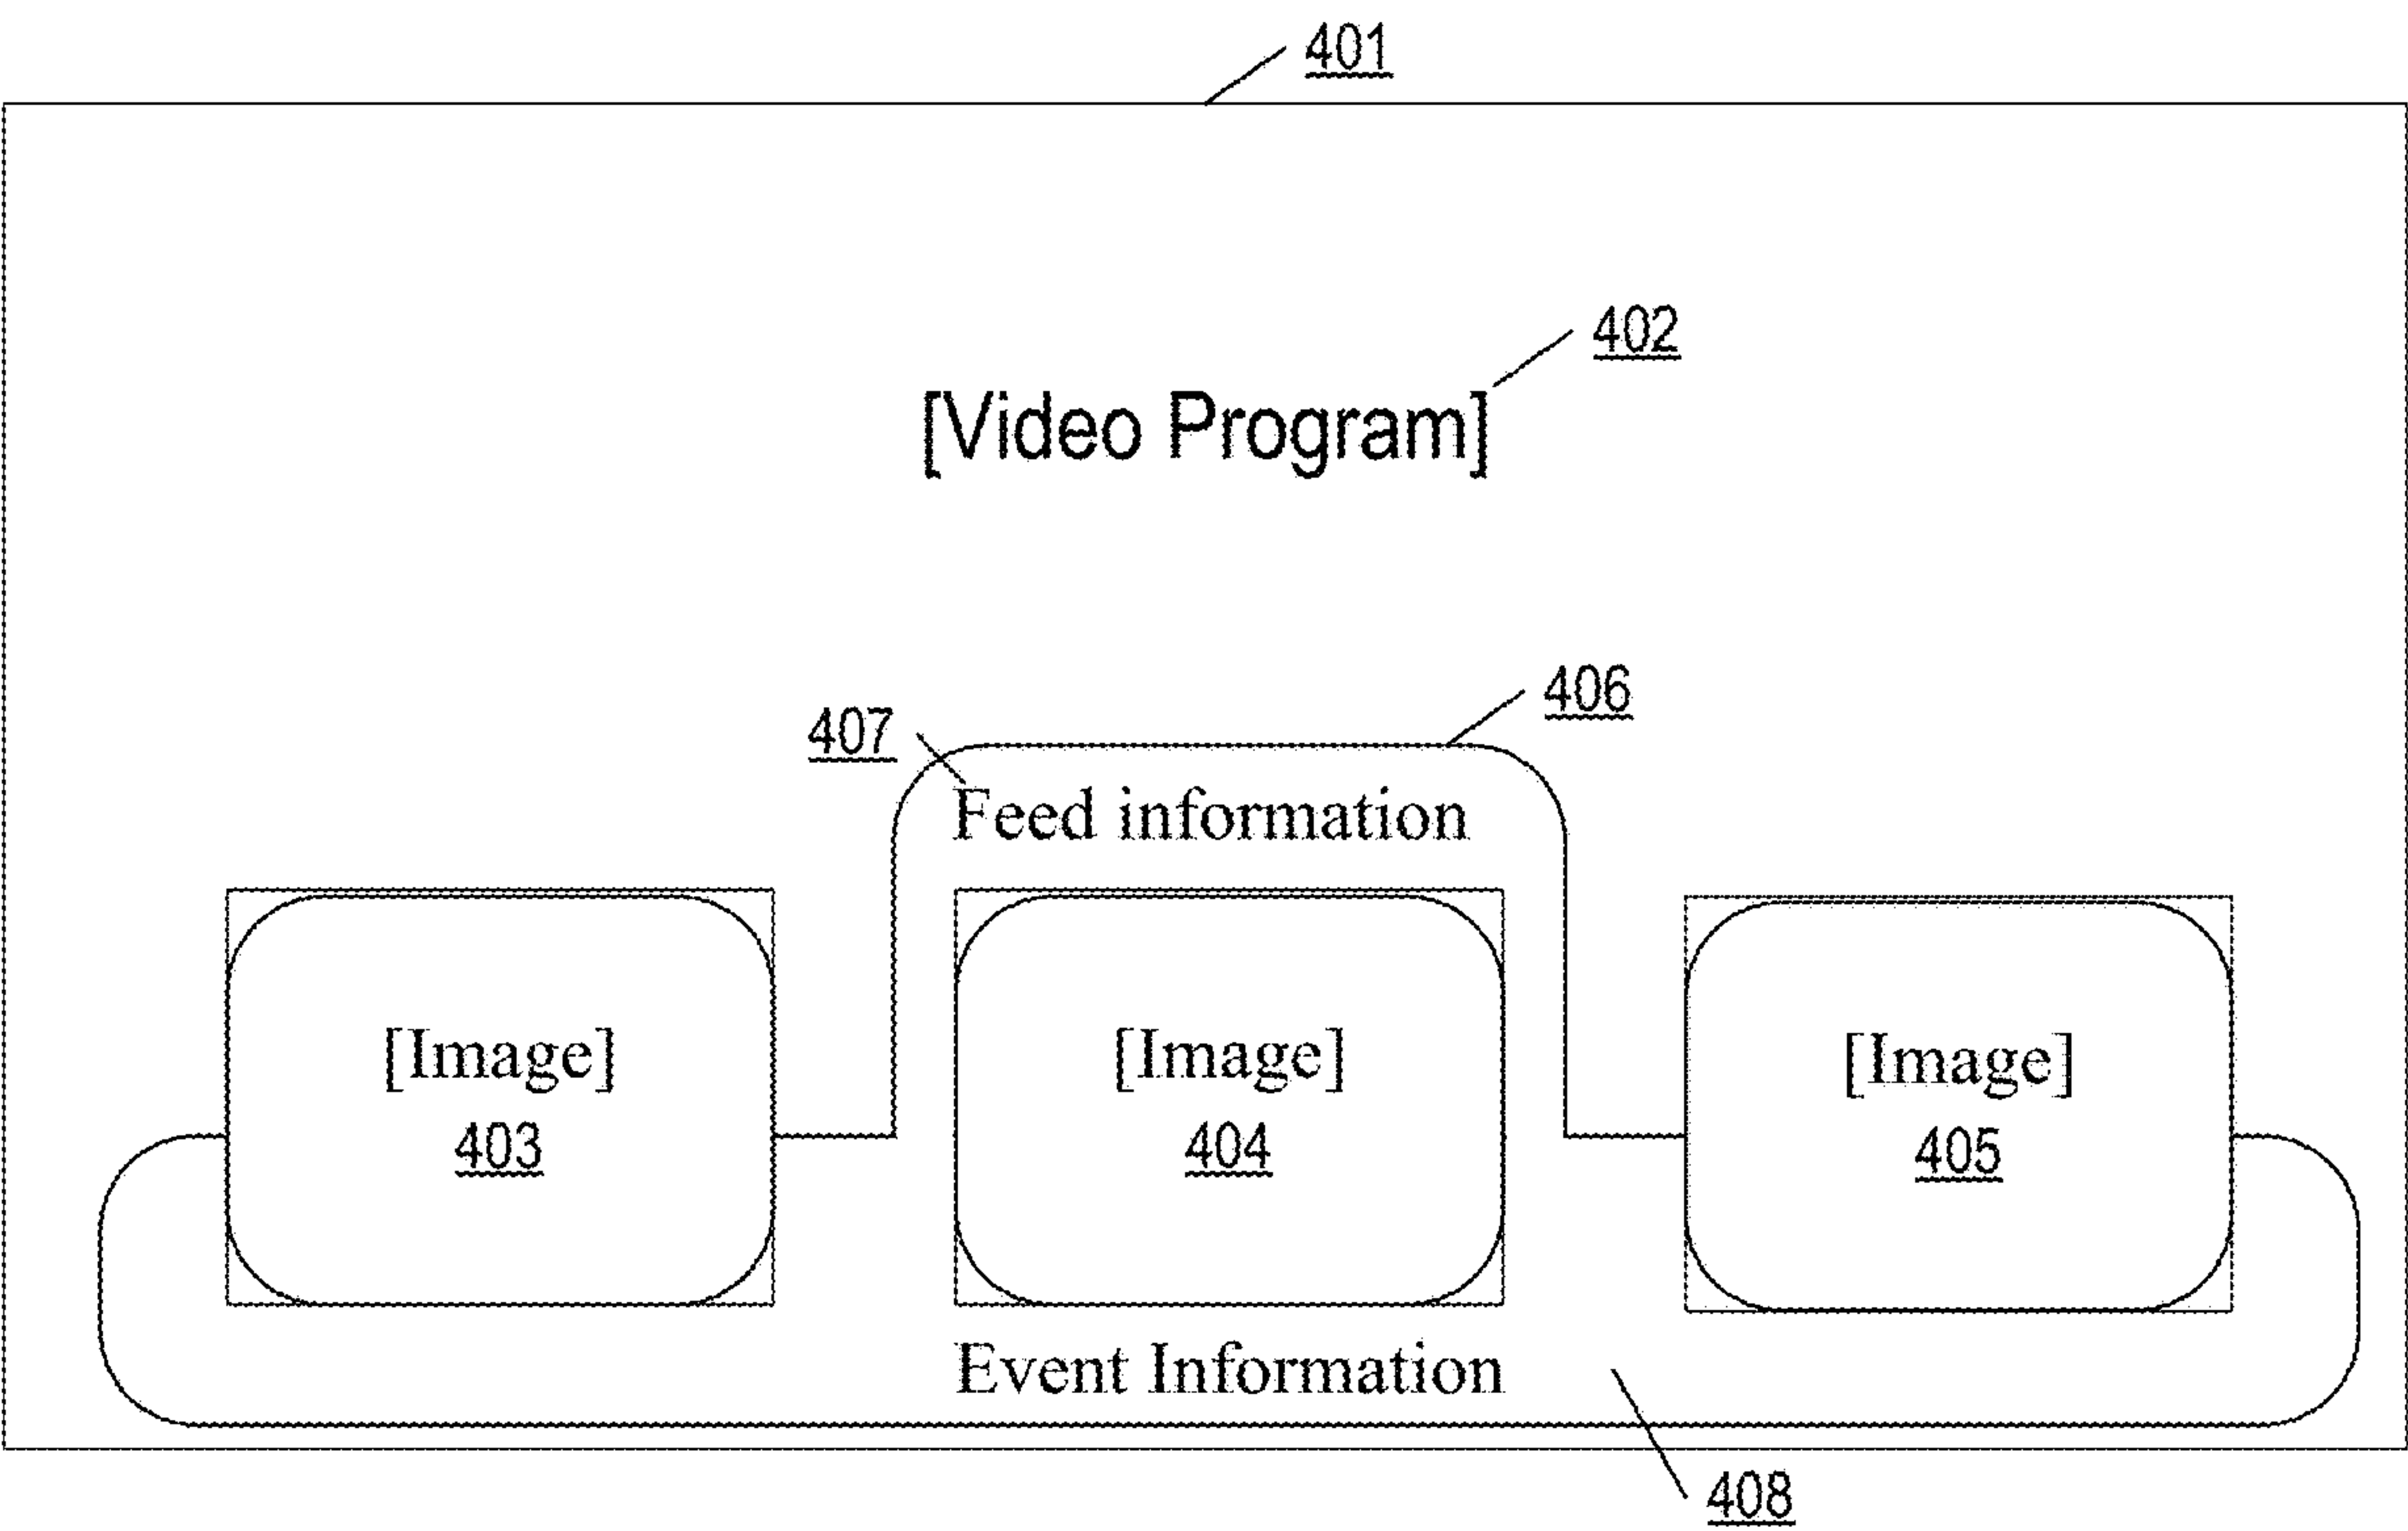 401
402
[Video Program]
406
407
Feed information
[Image]
403
[Image]
404
[Image]
405
Event Information
408